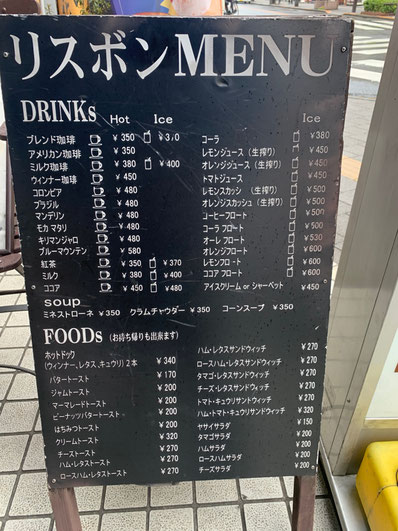 リスボンMENU
DRINKs Hot Ice
ブレンド珈琲 ¥350 ¥370
アメリカン珈琲 ¥350
ミルク珈琲 ¥380 ¥400
ウィンナー珈琲 ¥450
コロンビア ¥480
ブラジル ¥480
マンデリン ¥480
モカマタリ ¥480
キリマンジャロ ¥480
ブルーマウンテン ¥580
紅茶 ¥350 ¥370
ミルク ¥380 ¥400
ココア ¥450 ¥480
Ice
コーラ ¥380
レモンジュース(生搾り) ¥450
オレンジジュース(生搾り) ¥450
トマトジュース ¥450
レモンスカッシュ(生搾り) ¥500
オレンジスカッシュ(生搾り) ¥500
コーヒーフロート ¥500
コーラフロート ¥500
オーレフロート ¥530
オレンジフロート ¥600
レモンフロート ¥600
ココアフロート ¥600
アイスクリーム or シャーベット ¥450
soup
ミネストローネ ¥350 クラムチャウダー ¥350 コーンスープ ¥350
FOODs (お持ち帰りも出来ます)
ホットドック
(ウィンナー、レタス、キュウリ)2本 ¥340
バタートースト ¥170
ジャムトースト ¥200
マーマレードトースト ¥200
ピーナッツバタートースト ¥200
はちみつトースト ¥200
クリームトースト ¥200
チーズトースト ¥270
ハム・レタストースト ¥270
ロースハム・レタストースト ¥270
ハム・レタスサンドウィッチ ¥270
ロースハム・レタスサンドウィッチ ¥270
タマゴ・レタスサンドウィッチ ¥270
チーズ・レタスサンドウィッチ ¥270
トマト・キュウリサンドウィッチ ¥270
ハム・トマト・キュウリサンドウィッチ ¥320
ヤサイサラダ ¥150
タマゴサラダ ¥200
ハムサラダ ¥200
ロースハムサラダ ¥200
チーズサラダ ¥200